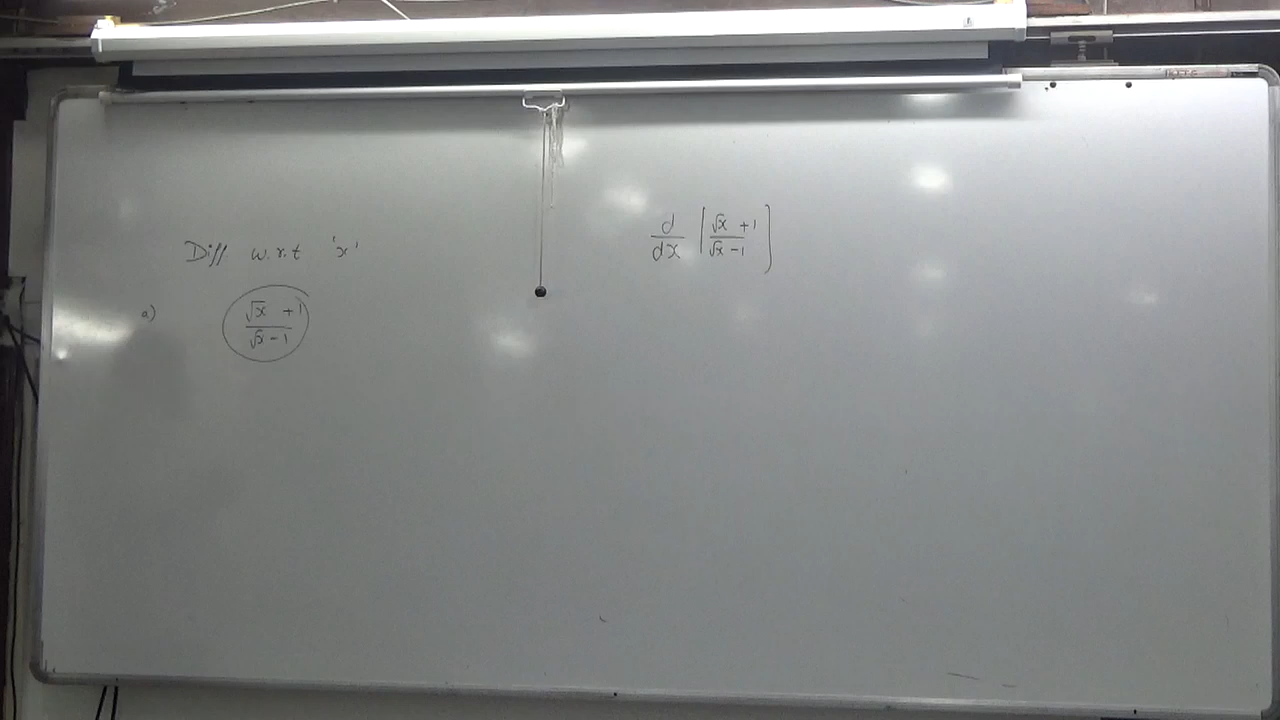 Diff w.r.t 'x'
a) √x +1
√x -1
d/dx [√x +1 / √x -1]